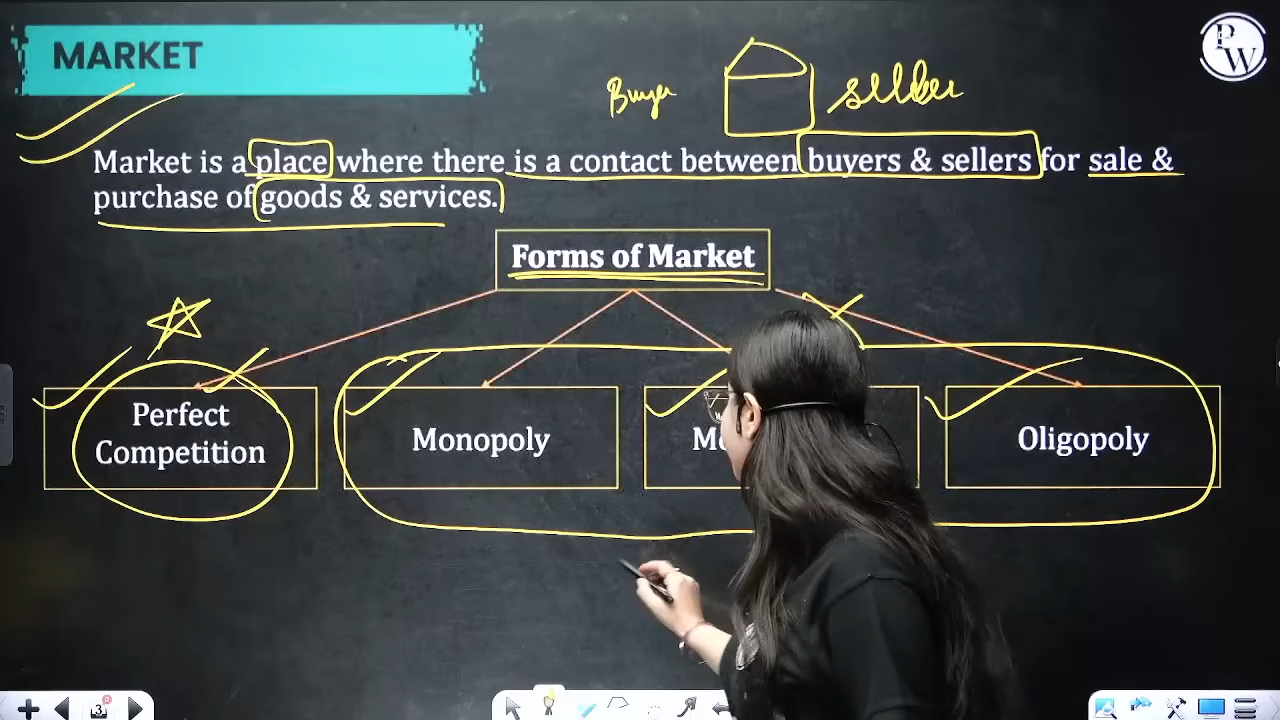 MARKET
Buyer
seller
PW
Market is a place where there is a contact between buyers & sellers for sale &
purchase of goods & services.
Forms of Market
Perfect
Competition
Monopoly
Oligopoly